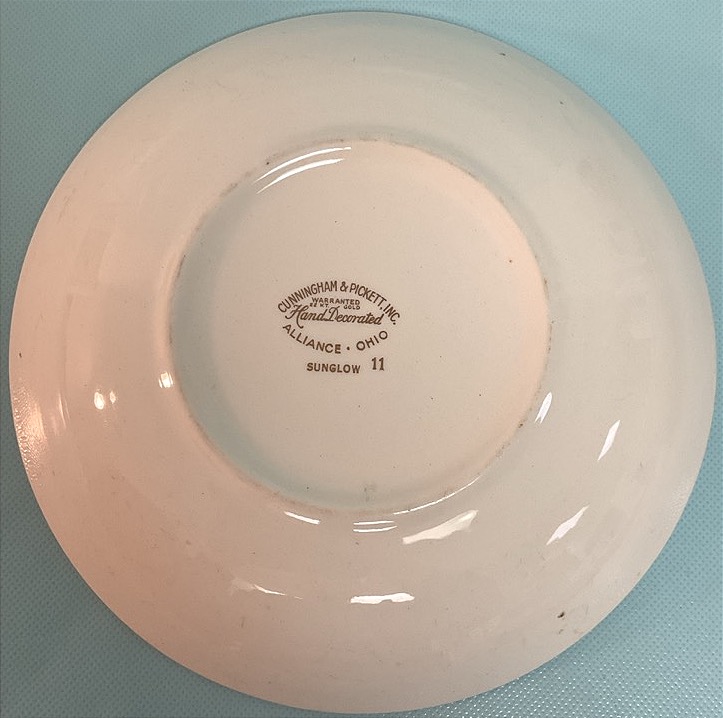 CUNNINGHAM & PICKETT, INC.
WARRANTED
22 KT. GOLD
Hand Decorated
ALLIANCE · OHIO
SUNGLOW 11